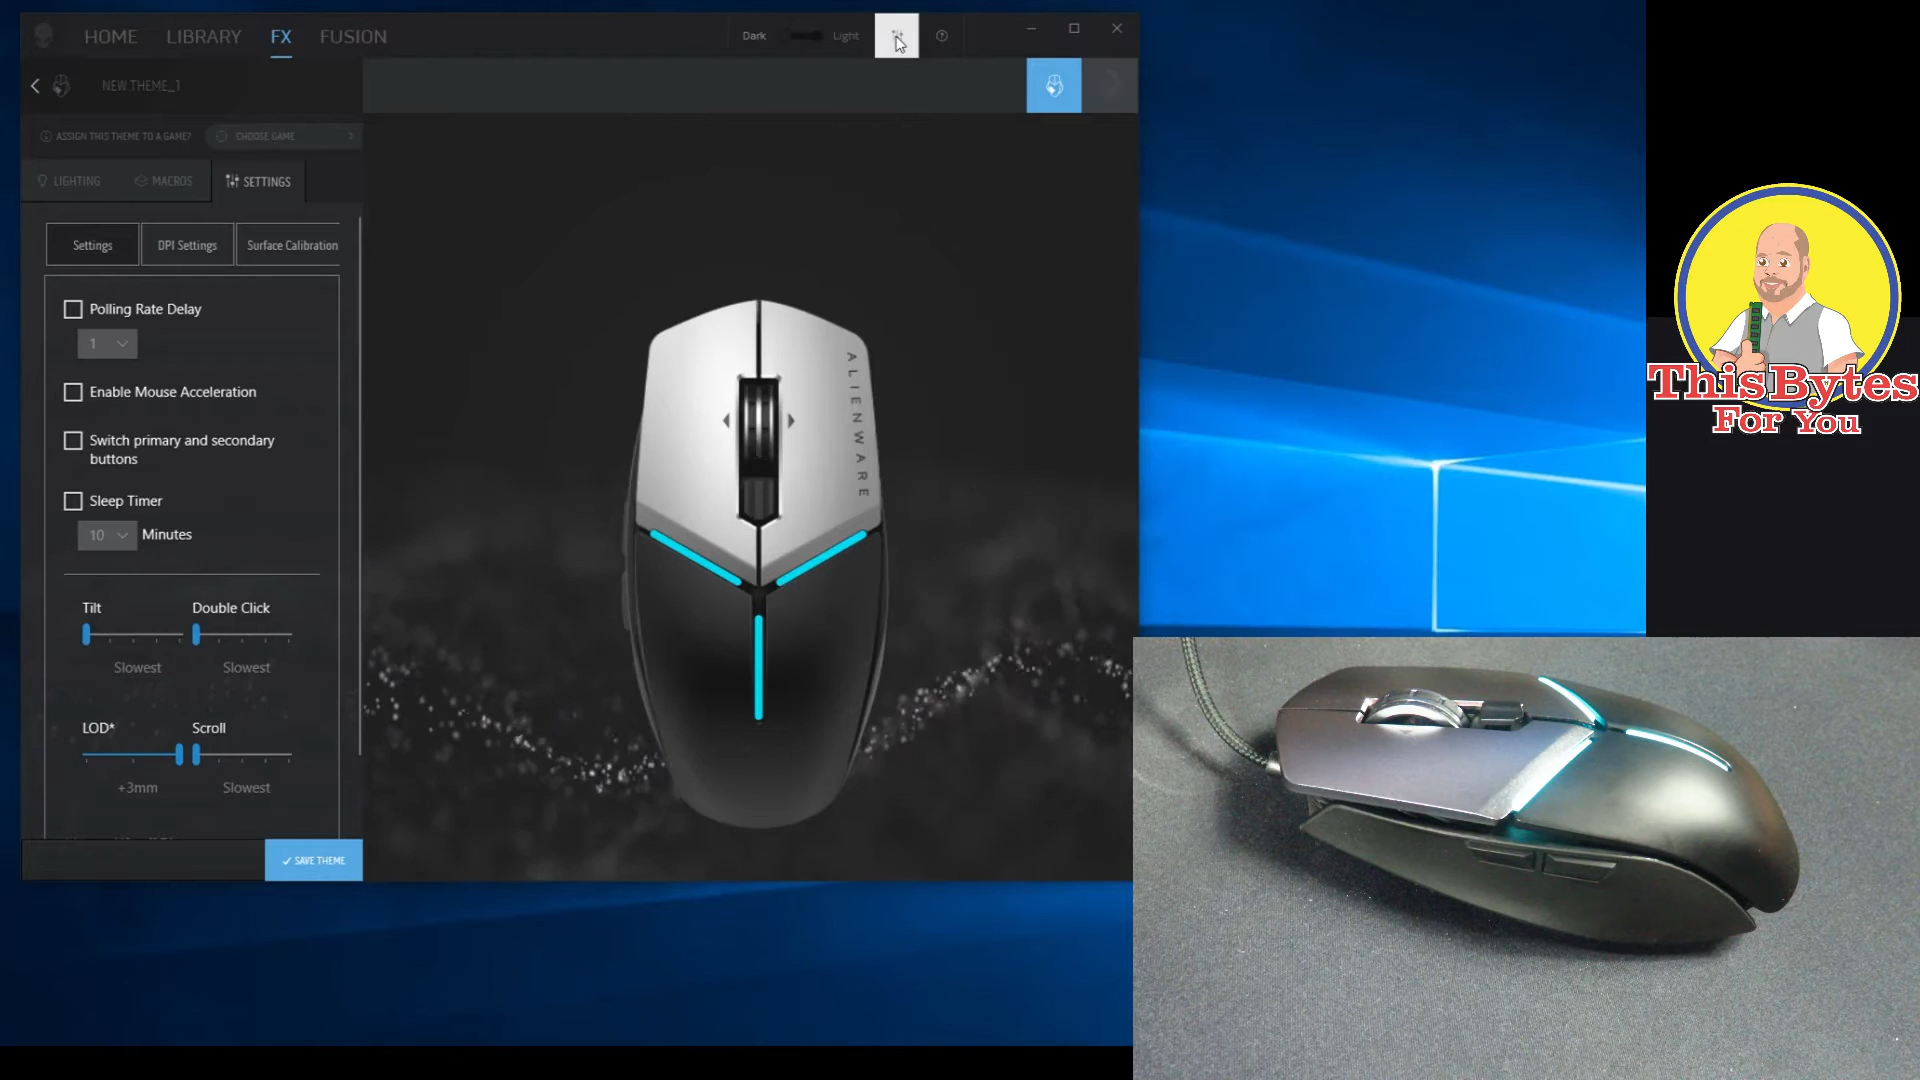 HOME LIBRARY FX FUSION
Dark Light
NEW THEME_1
ASSIGN THIS THEME TO A GAME? CHOOSE GAME
LIGHTING MACROS SETTINGS
Settings DPI Settings Surface Calibration
Polling Rate Delay
1
Enable Mouse Acceleration
Switch primary and secondary
buttons
Sleep Timer
10 Minutes
Tilt Double Click
Slowest Slowest
LOD* Scroll
+3mm Slowest
SAVE THEME
ALIENWARE
This Bytes
For You